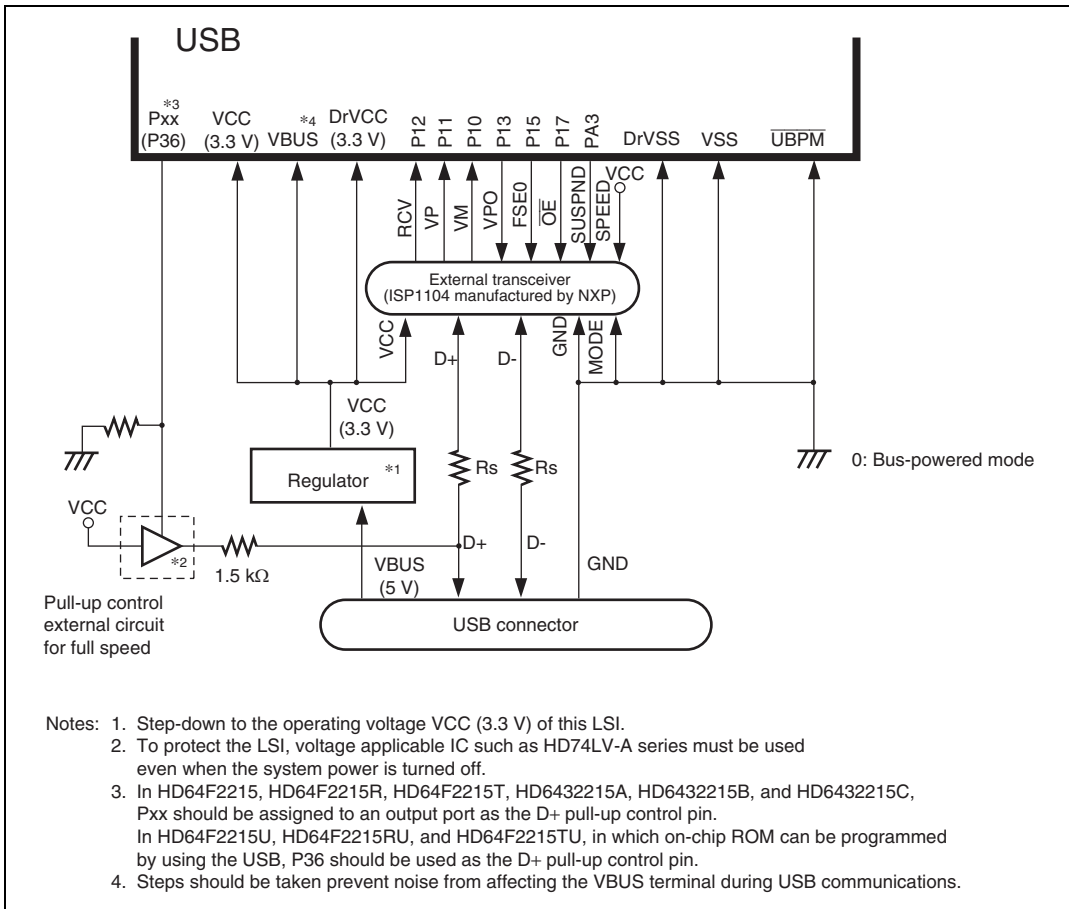 USB
*3
Pxx
(P36)
VCC
(3.3 V)
*4
VBUS
DrVCC
(3.3 V)
P12
P11
P10
P13
P15
P17
PA3
DrVSS
VSS
UBPM
RCV
VP
VM
VPO
FSE0
OE
SUSPND
SPEED
VCC
External transceiver
(ISP1104 manufactured by NXP)
VCC
D+
D-
GND
MODE
VCC
(3.3 V)
Regulator *1
Rs
Rs
0: Bus-powered mode
VCC
*2
1.5 kΩ
D+
D-
VBUS
(5 V)
GND
Pull-up control
external circuit
for full speed
USB connector
Notes: 1. Step-down to the operating voltage VCC (3.3 V) of this LSI.
2. To protect the LSI, voltage applicable IC such as HD74LV-A series must be used
even when the system power is turned off.
3. In HD64F2215, HD64F2215R, HD64F2215T, HD6432215A, HD6432215B, and HD6432215C,
Pxx should be assigned to an output port as the D+ pull-up control pin.
In HD64F2215U, HD64F2215RU, and HD64F2215TU, in which on-chip ROM can be programmed
by using the USB, P36 should be used as the D+ pull-up control pin.
4. Steps should be taken prevent noise from affecting the VBUS terminal during USB communications.